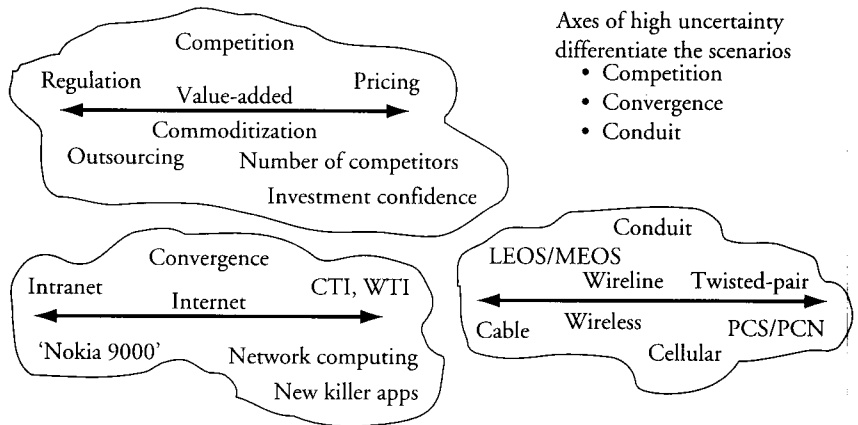 Competition
Regulation
Pricing
Value-added
Commoditization
Outsourcing
Number of competitors
Investment confidence
Axes of high uncertainty
differentiate the scenarios
• Competition
• Convergence
• Conduit
Convergence
Intranet
CTI, WTI
Internet
'Nokia 9000'
Network computing
New killer apps
Conduit
LEOS/MEOS
Wireline
Twisted-pair
Cable
Wireless
PCS/PCN
Cellular